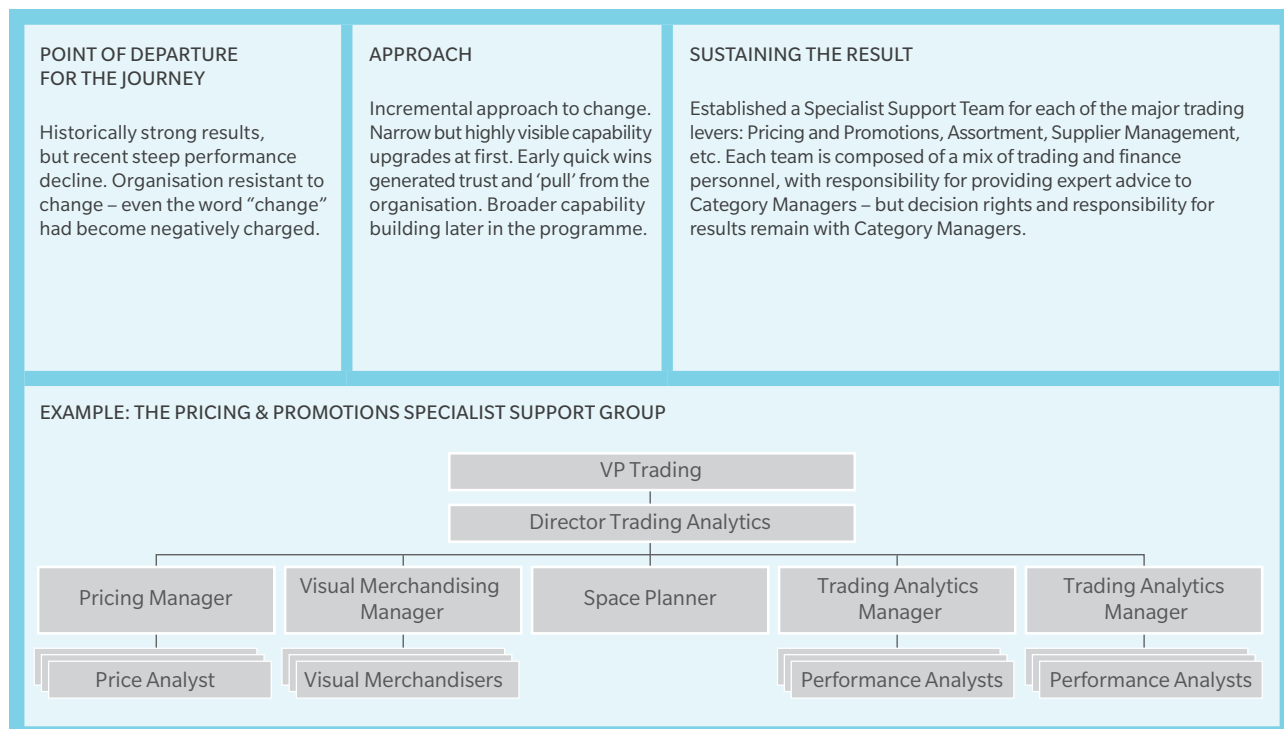 POINT OF DEPARTURE
FOR THE JOURNEY
Historically strong results,
but recent steep performance
decline. Organisation resistant to
change – even the word “change”
had become negatively charged.
APPROACH
Incremental approach to change.
Narrow but highly visible capability
upgrades at first. Early quick wins
generated trust and ‘pull’ from the
organisation. Broader capability
building later in the programme.
SUSTAINING THE RESULT
Established a Specialist Support Team for each of the major trading
levers: Pricing and Promotions, Assortment, Supplier Management,
etc. Each team is composed of a mix of trading and finance
personnel, with responsibility for providing expert advice to
Category Managers – but decision rights and responsibility for
results remain with Category Managers.
EXAMPLE: THE PRICING & PROMOTIONS SPECIALIST SUPPORT GROUP
VP Trading
Director Trading Analytics
Pricing Manager
Visual Merchandising
Manager
Space Planner
Trading Analytics
Manager
Trading Analytics
Manager
Price Analyst
Visual Merchandisers
Performance Analysts
Performance Analysts